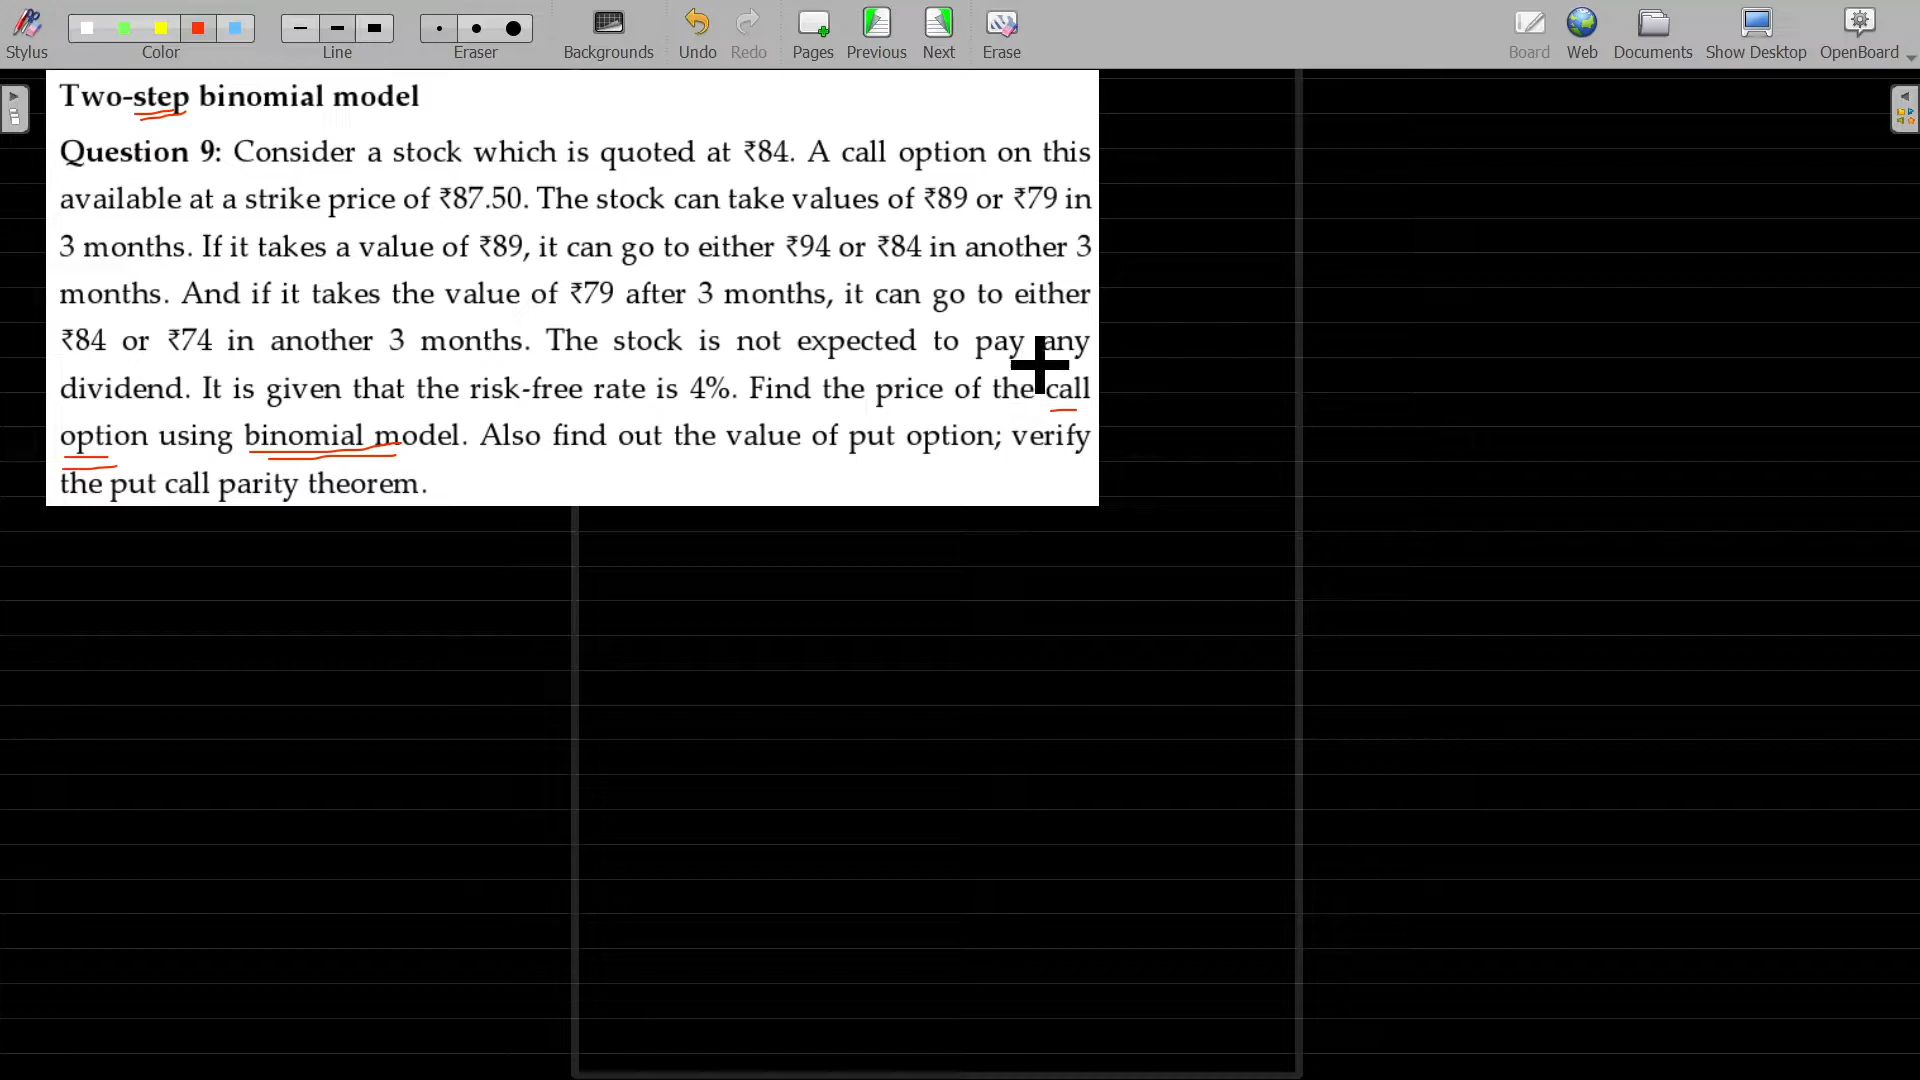 Stylus Color Line Eraser Backgrounds Undo Redo Pages Previous Next Erase Board Web Documents Show Desktop OpenBoard
Two-step binomial model
Question 9: Consider a stock which is quoted at ₹84. A call option on this
available at a strike price of ₹87.50. The stock can take values of ₹89 or ₹79 in
3 months. If it takes a value of ₹89, it can go to either ₹94 or ₹84 in another 3
months. And if it takes the value of ₹79 after 3 months, it can go to either
₹84 or ₹74 in another 3 months. The stock is not expected to pay any
dividend. It is given that the risk-free rate is 4%. Find the price of the call
option using binomial model. Also find out the value of put option; verify
the put call parity theorem.